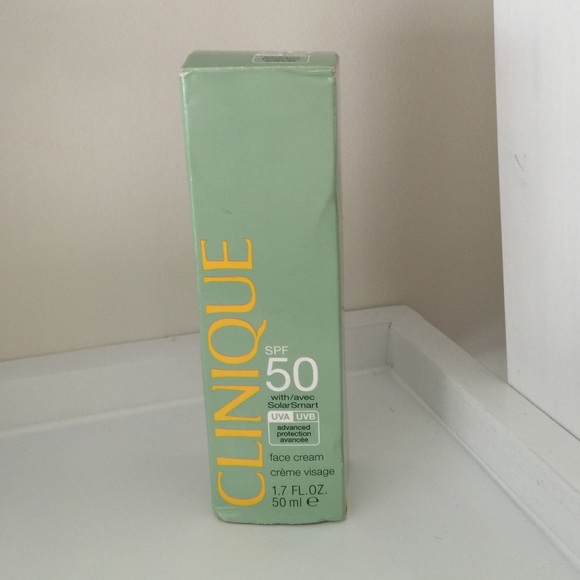 CLINIQUE
SPF
50
with/avec
SolarSmart
UVA UVB
advanced
protection
avancée
face cream
crème visage
1.7 FL.OZ.
50 ml ℮